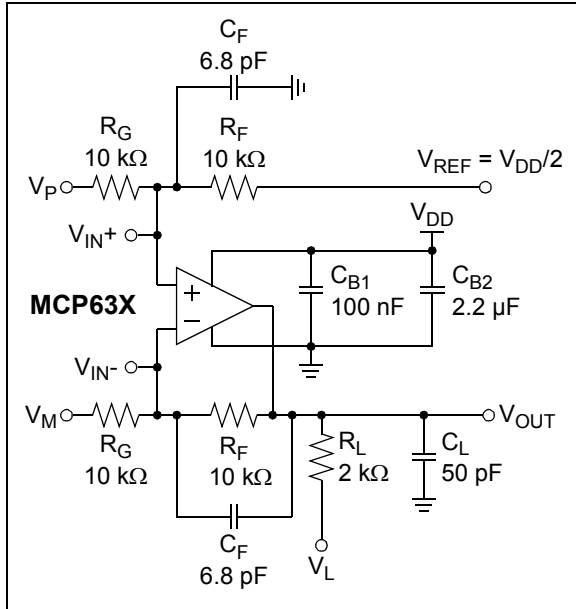 C_F
6.8 pF
R_G
10 kΩ
R_F
10 kΩ
V_REF = V_DD/2
V_P
V_IN+
V_DD
MCP63X
+
−
C_B1
100 nF
C_B2
2.2 µF
V_IN-
V_M
R_G
10 kΩ
R_F
10 kΩ
R_L
2 kΩ
C_L
50 pF
V_OUT
C_F
6.8 pF
V_L